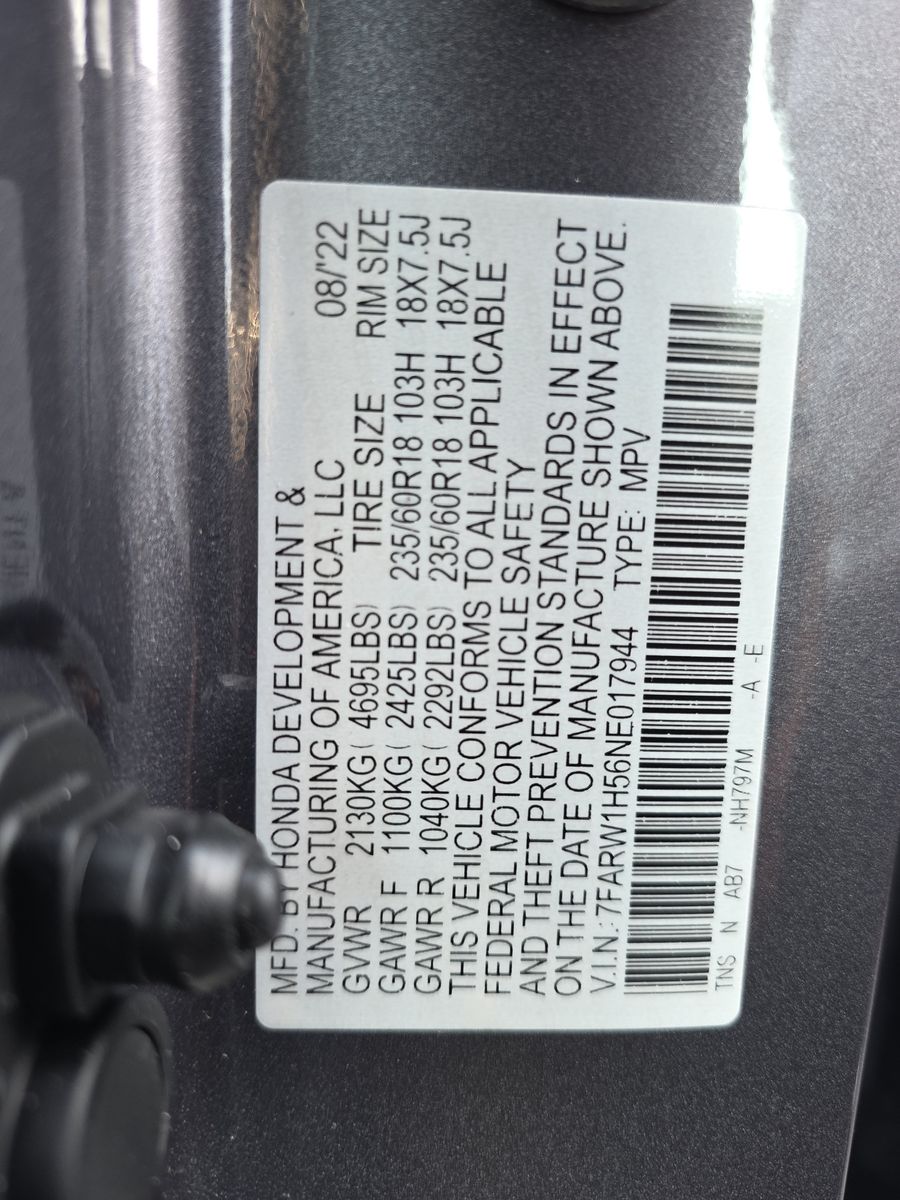 MFD. BY HONDA DEVELOPMENT &
MANUFACTURING OF AMERICA, LLC 08/'22
GVWR 2130KG( 4695LBS) TIRE SIZE RIM SIZE
GAWR F 1100KG( 2425LBS) 235/60R18 103H 18X7.5J
GAWR R 1040KG( 2292LBS) 235/60R18 103H 18X7.5J
THIS VEHICLE CONFORMS TO ALL APPLICABLE
FEDERAL MOTOR VEHICLE SAFETY
AND THEFT PREVENTION STANDARDS IN EFFECT
ON THE DATE OF MANUFACTURE SHOWN ABOVE.
V.I.N.: 7FARW1H56NE017944 TYPE: MPV
TNS N AB7 -NH797M -A -E